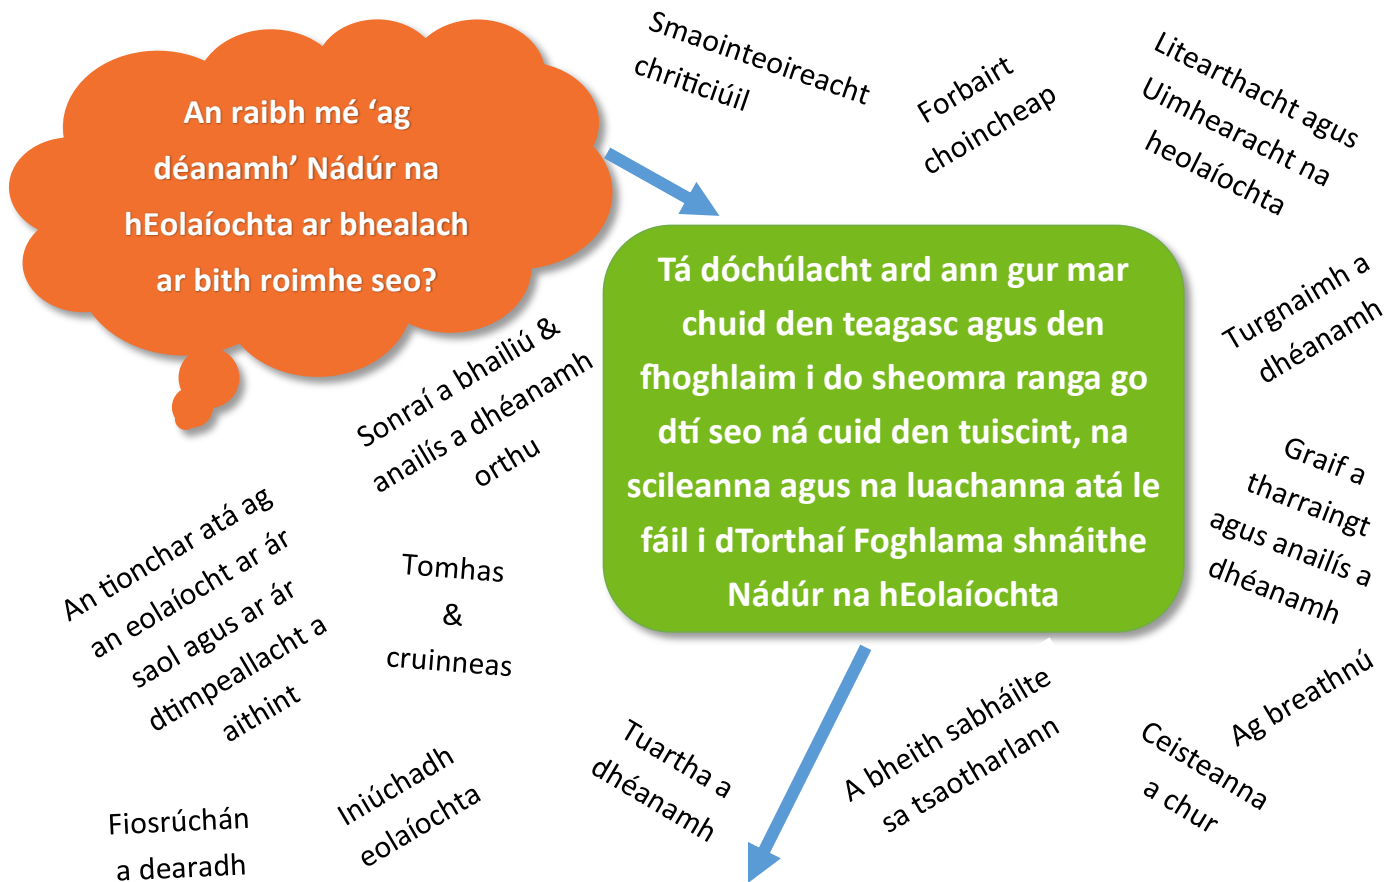 An raibh mé ‘ag
déanamh’ Nádúr na
hEolaíochta ar bhealach
ar bith roimhe seo?
Smaointeoireacht
chriticiúil
Forbairt
choincheap
Litearthacht agus
Uimhearacht na
heolaíochta
Tá dóchúlacht ard ann gur mar
chuid den teagasc agus den
fhoghlaim i do sheomra ranga go
dtí seo ná cuid den tuiscint, na
scileanna agus na luachanna atá le
fáil i dTorthaí Foghlama shnáithe
Nádúr na hEolaíochta
Turgnaimh a
dhéanamh
Sonraí a bhailiú &
anailís a dhéanamh
orthu
Graif a
tharraingt
agus anailís a
dhéanamh
An tionchar atá ag
an eolaíocht ar ár
saol agus ar ár
dtimpeallacht a
aithint
Tomhas
&
cruinneas
Fiosrúchán
a dearadh
Iniúchadh
eolaíochta
Tuartha a
dhéanamh
A bheith sabháilte
sa tsaotharlann
Ceisteanna
a chur
Ag breathnú